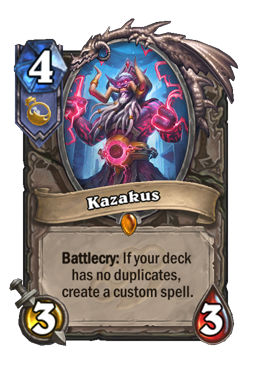 4
Kazakus
Battlecry: If your deck
has no duplicates,
create a custom spell.
3
3